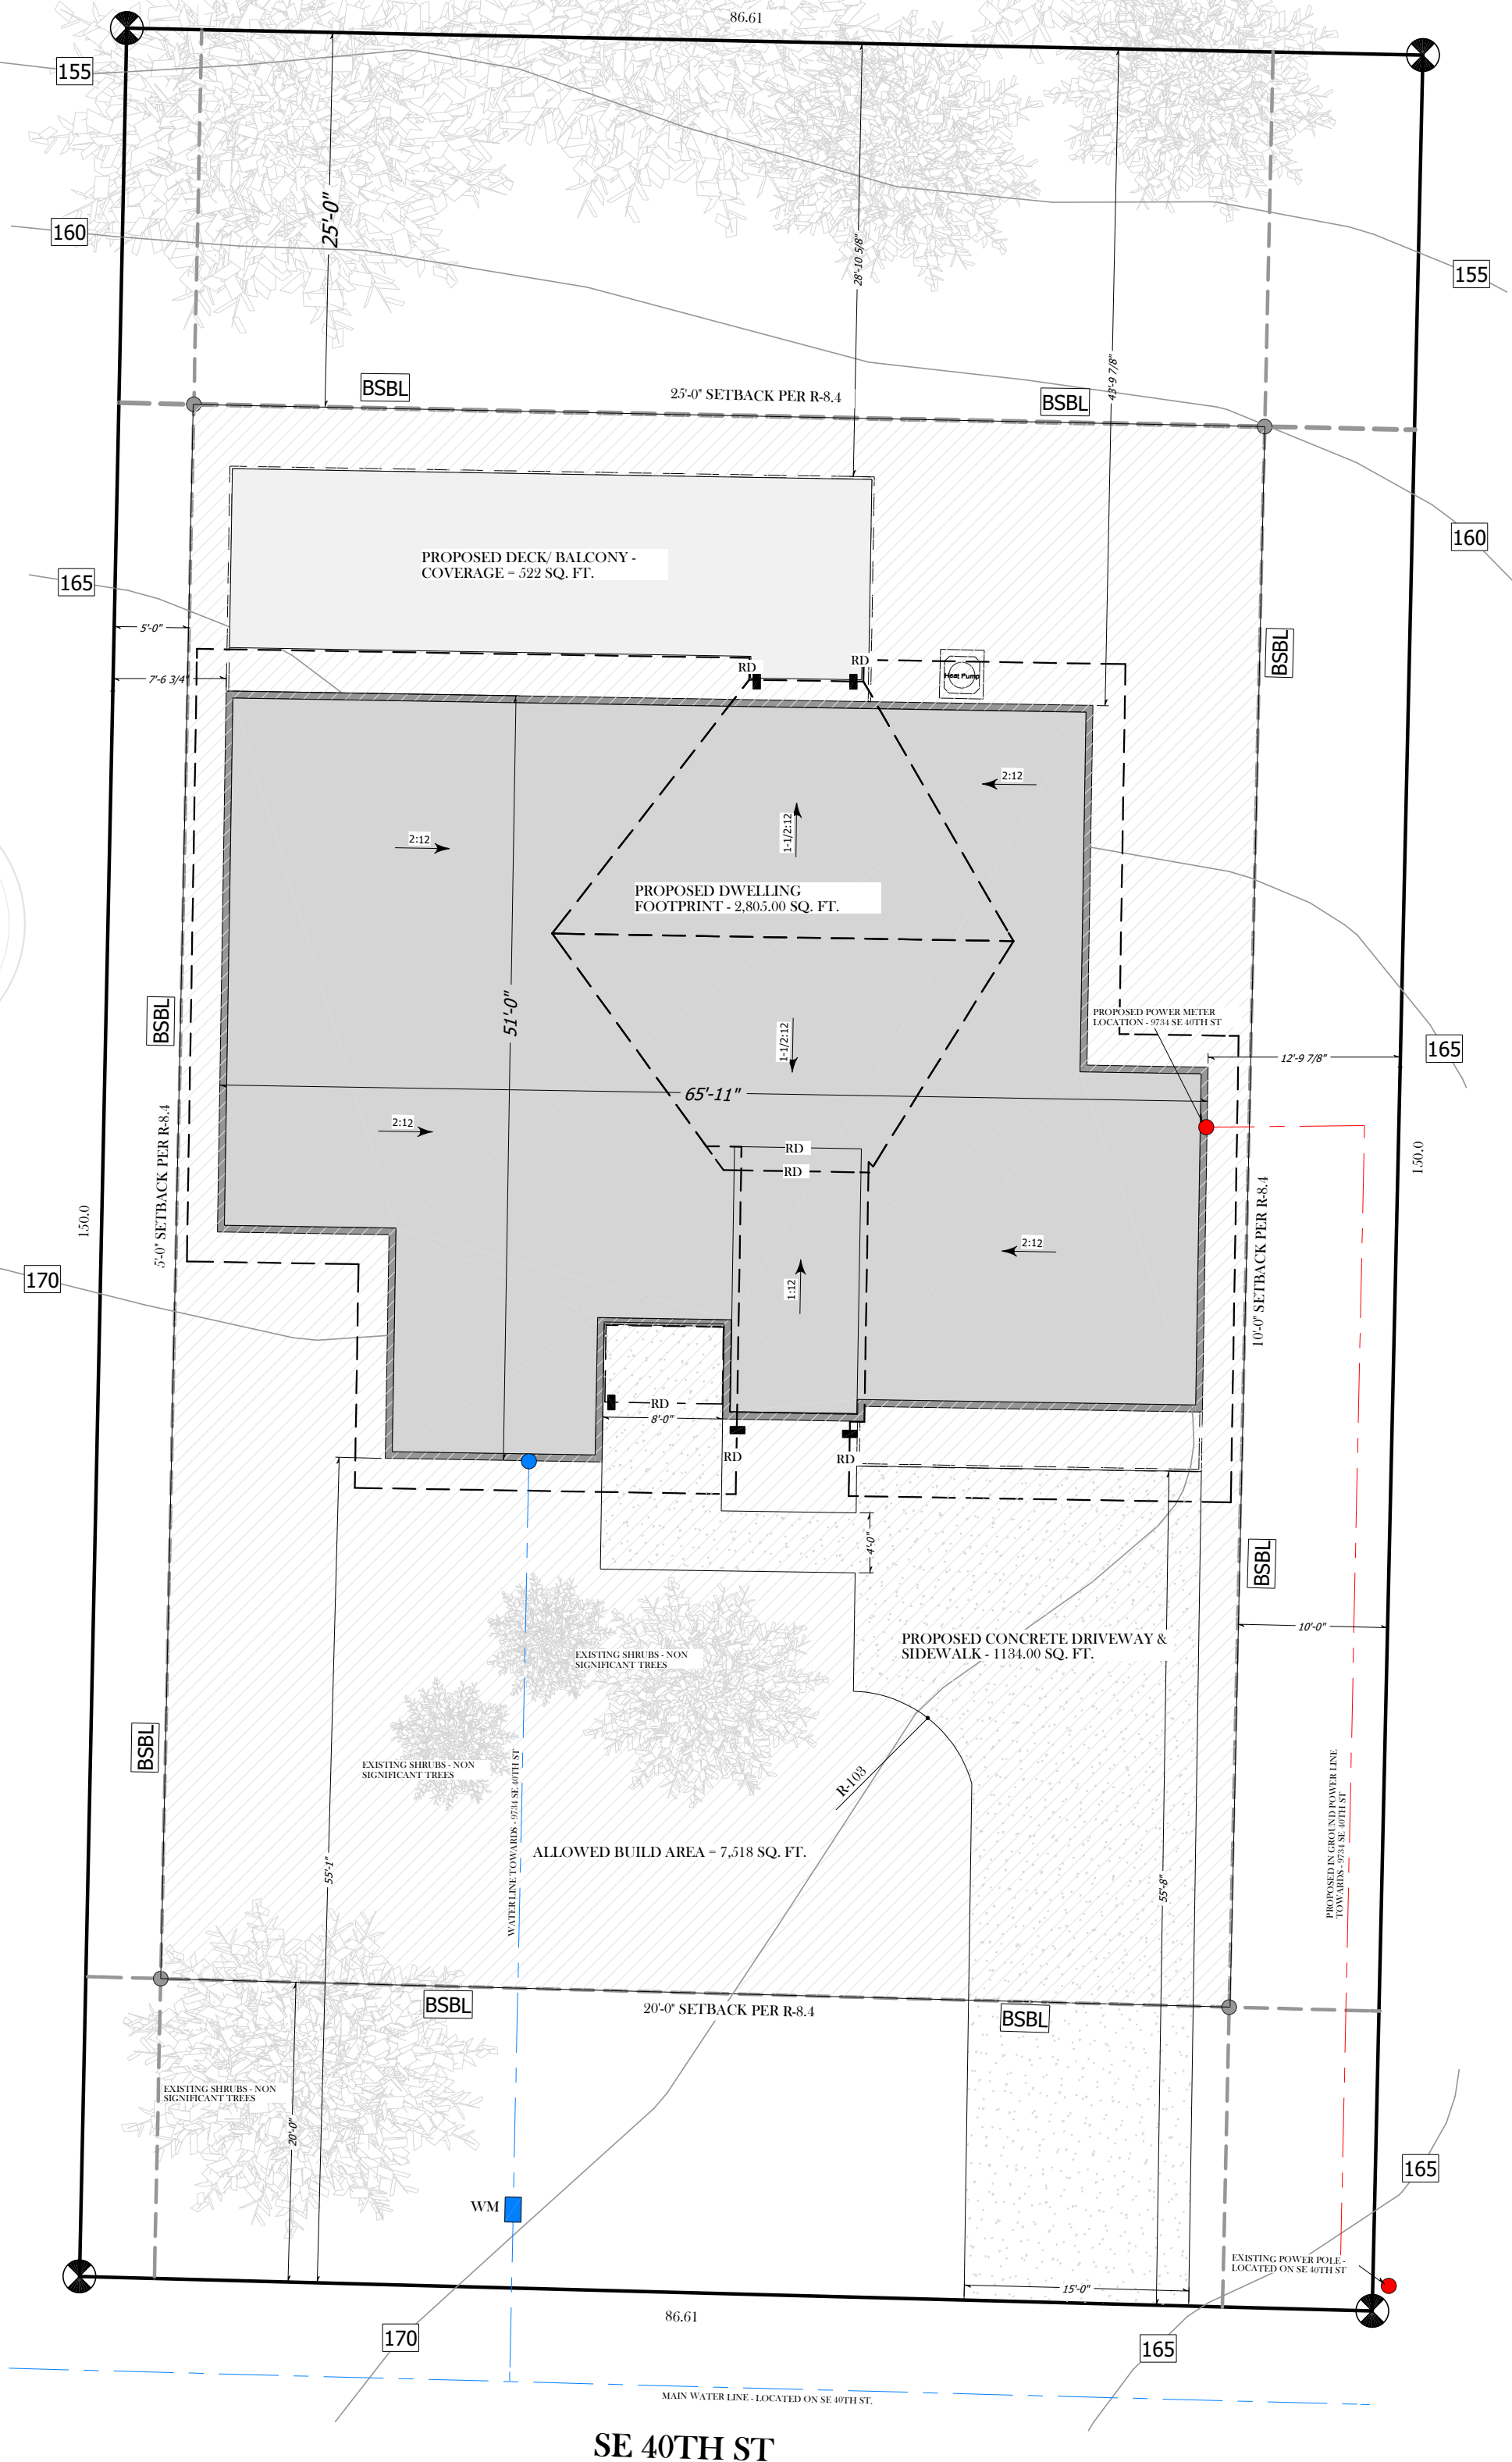 86.61
155
160
25'-0"
28'-10 5/8"
155
43'-9 7/8"
BSBL
25'-0" SETBACK PER R-8.4
BSBL
160
PROPOSED DECK/ BALCONY -
COVERAGE = 522 SQ. FT.
165
5'-0"
7'-6 3/4"
RD
RD
Heat Pump
BSBL
2:12
2:12
1-1/2:12
PROPOSED DWELLING
FOOTPRINT - 2,805.00 SQ. FT.
51'-0"
BSBL
1-1/2:12
PROPOSED POWER METER
LOCATION - 9734 SE 40TH ST
165
12'-9 7/8"
65'-11"
2:12
5'-0" SETBACK PER R-8.4
150.0
RD
RD
150.0
10'-0" SETBACK PER R-8.4
170
2:12
1:12
RD
8'-0"
RD
RD
4'-0"
BSBL
10'-0"
PROPOSED CONCRETE DRIVEWAY &
SIDEWALK - 1134.00 SQ. FT.
EXISTING SHRUBS - NON
SIGNIFICANT TREES
BSBL
EXISTING SHRUBS - NON
SIGNIFICANT TREES
R-103
WATER LINE TOWARDS - 9734 SE 40TH ST
PROPOSED IN GROUND POWER LINE
TOWARDS - 9734 SE 40TH ST
ALLOWED BUILD AREA = 7,518 SQ. FT.
55'-1"
55'-8"
BSBL
20'-0" SETBACK PER R-8.4
BSBL
EXISTING SHRUBS - NON
SIGNIFICANT TREES
20'-0"
165
WM
EXISTING POWER POLE -
LOCATED ON SE 40TH ST
15'-0"
86.61
170
165
MAIN WATER LINE - LOCATED ON SE 40TH ST.
SE 40TH ST